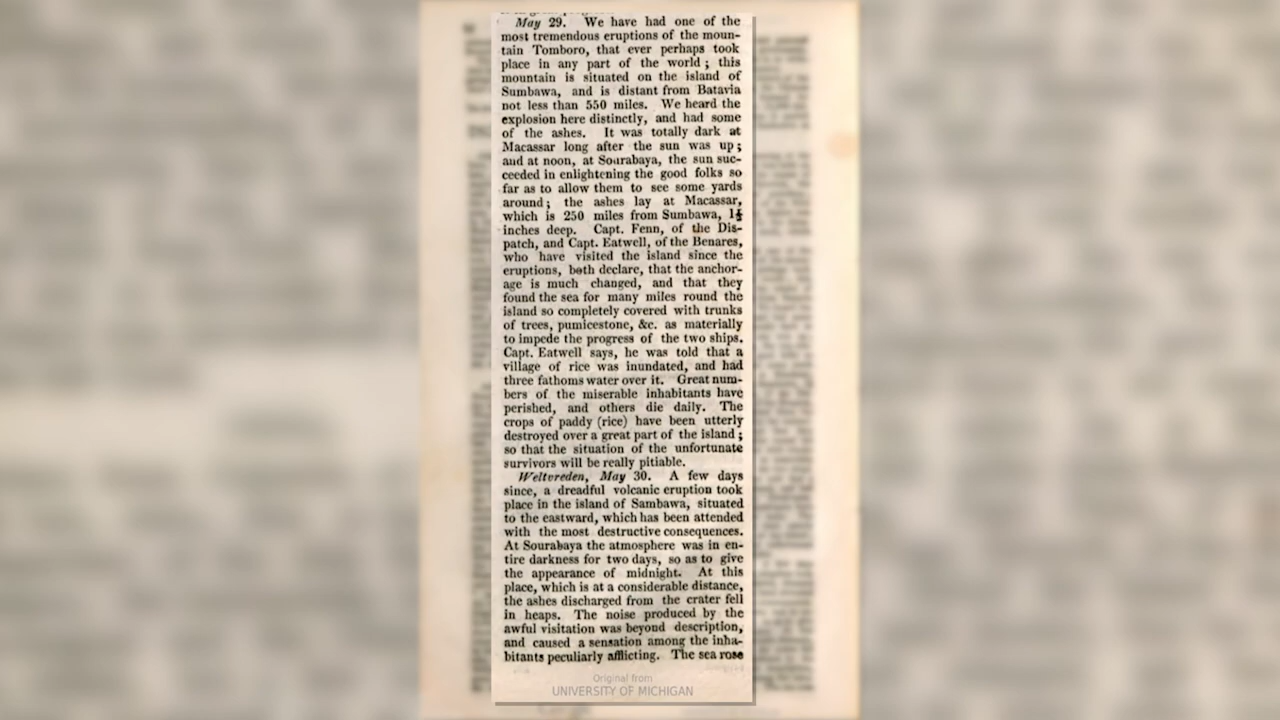 May 29. We have had one of the
most tremendous eruptions of the moun-
tain Tomboro, that ever perhaps took
place in any part of the world ; this
mountain is situated on the island of
Sumbawa, and is distant from Batavia
not less than 550 miles. We heard the
explosion here distinctly, and had some
of the ashes. It was totally dark at
Macassar long after the sun was up ;
and at noon, at Sourabaya, the sun suc-
ceeded in enlightening the good folks so
far as to allow them to see some yards
around ; the ashes lay at Macassar,
which is 250 miles from Sumbawa,
inches deep. Capt. Fenn, of the Dis-
patch, and Capt. Eatwell, of the Benares,
who have visited the island since the
eruptions, both declare, that the anchor-
age is much changed, and that they
found the sea for many miles round the
island so completely covered with trunks
of trees, pumicestone, &c. as materially
to impede the progress of the two ships.
Capt. Eatwell says, he was told that a
village of rice was inundated, and had
three fathoms water over it. Great num-
bers of the miserable inhabitants have
perished, and others die daily. The
crops of paddy (rice) have been utterly
destroyed over a great part of the island ;
so that the situation of the unfortunate
survivors will be really pitiable.
Weltvreden, May 30. A few days
since, a dreadful volcanic eruption took
place in the island of Sambawa, situated
to the eastward, which has been attended
with the most destructive consequences.
At Sourabaya the atmosphere was in en-
tire darkness for two days, so as to give
the appearance of midnight. At this
place, which is at a considerable distance,
the ashes discharged from the crater fell
in heaps. The noise produced by the
awful visitation was beyond description,
and caused a sensation among the inha-
bitants peculiarly afflicting. The sea rose
Original from
UNIVERSITY OF MICHIGAN